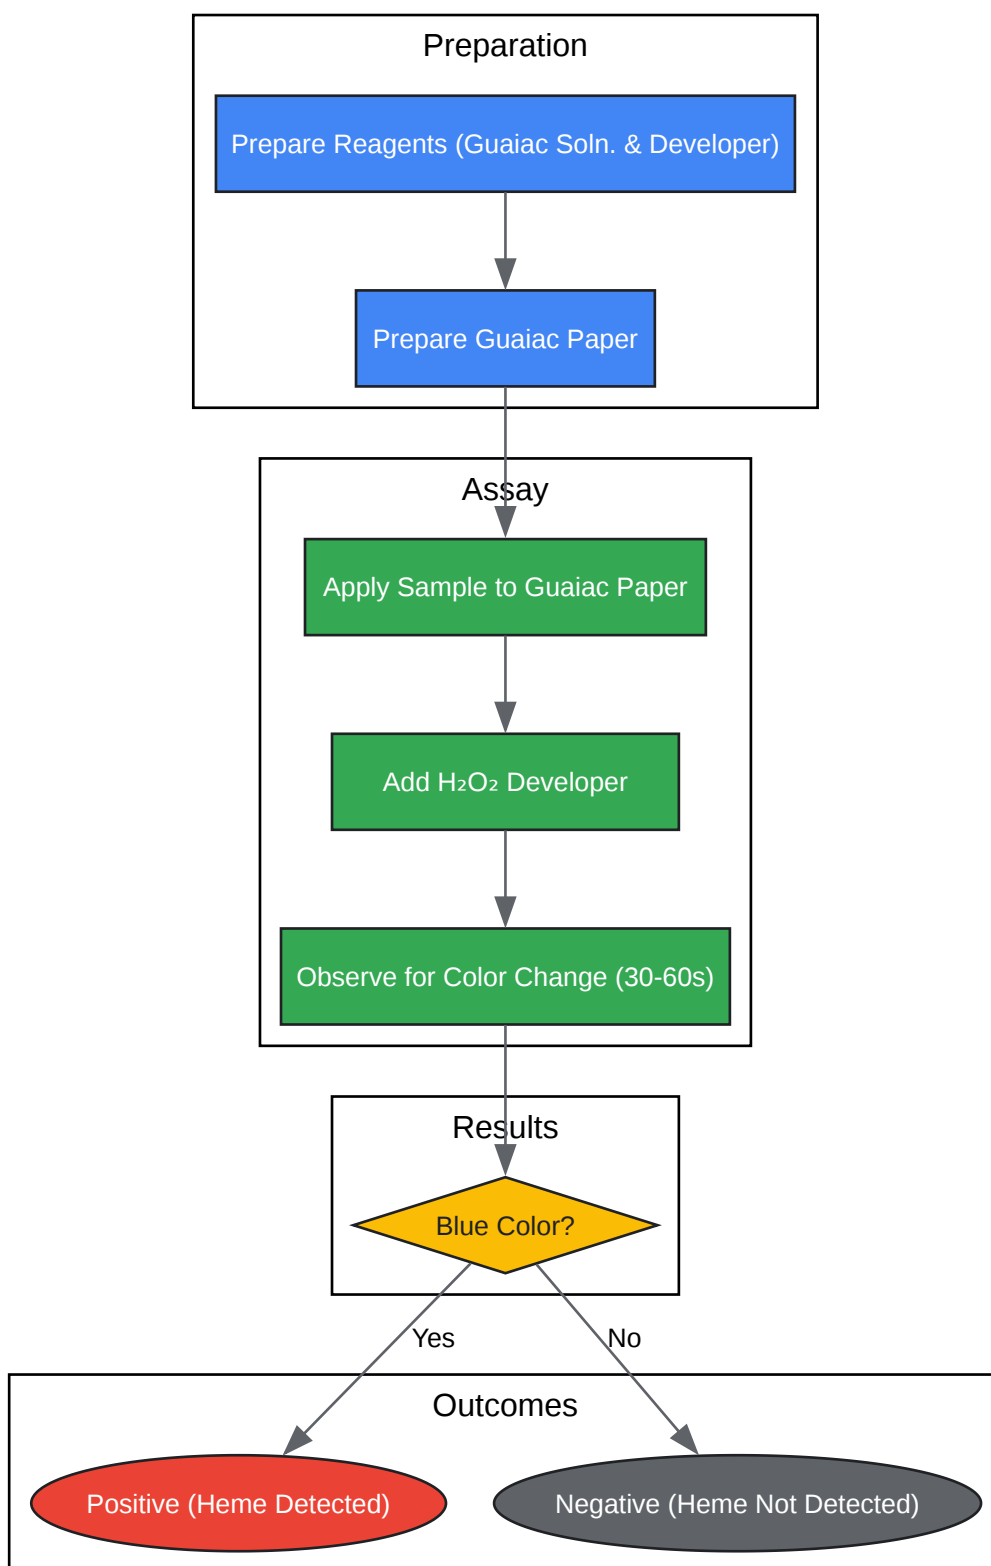 Preparation
Prepare Reagents (Guaiac Soln. & Developer)
Prepare Guaiac Paper
Assay
Apply Sample to Guaiac Paper
Add H₂O₂ Developer
Observe for Color Change (30-60s)
Results
Blue Color?
Yes
No
Outcomes
Positive (Heme Detected)
Negative (Heme Not Detected)